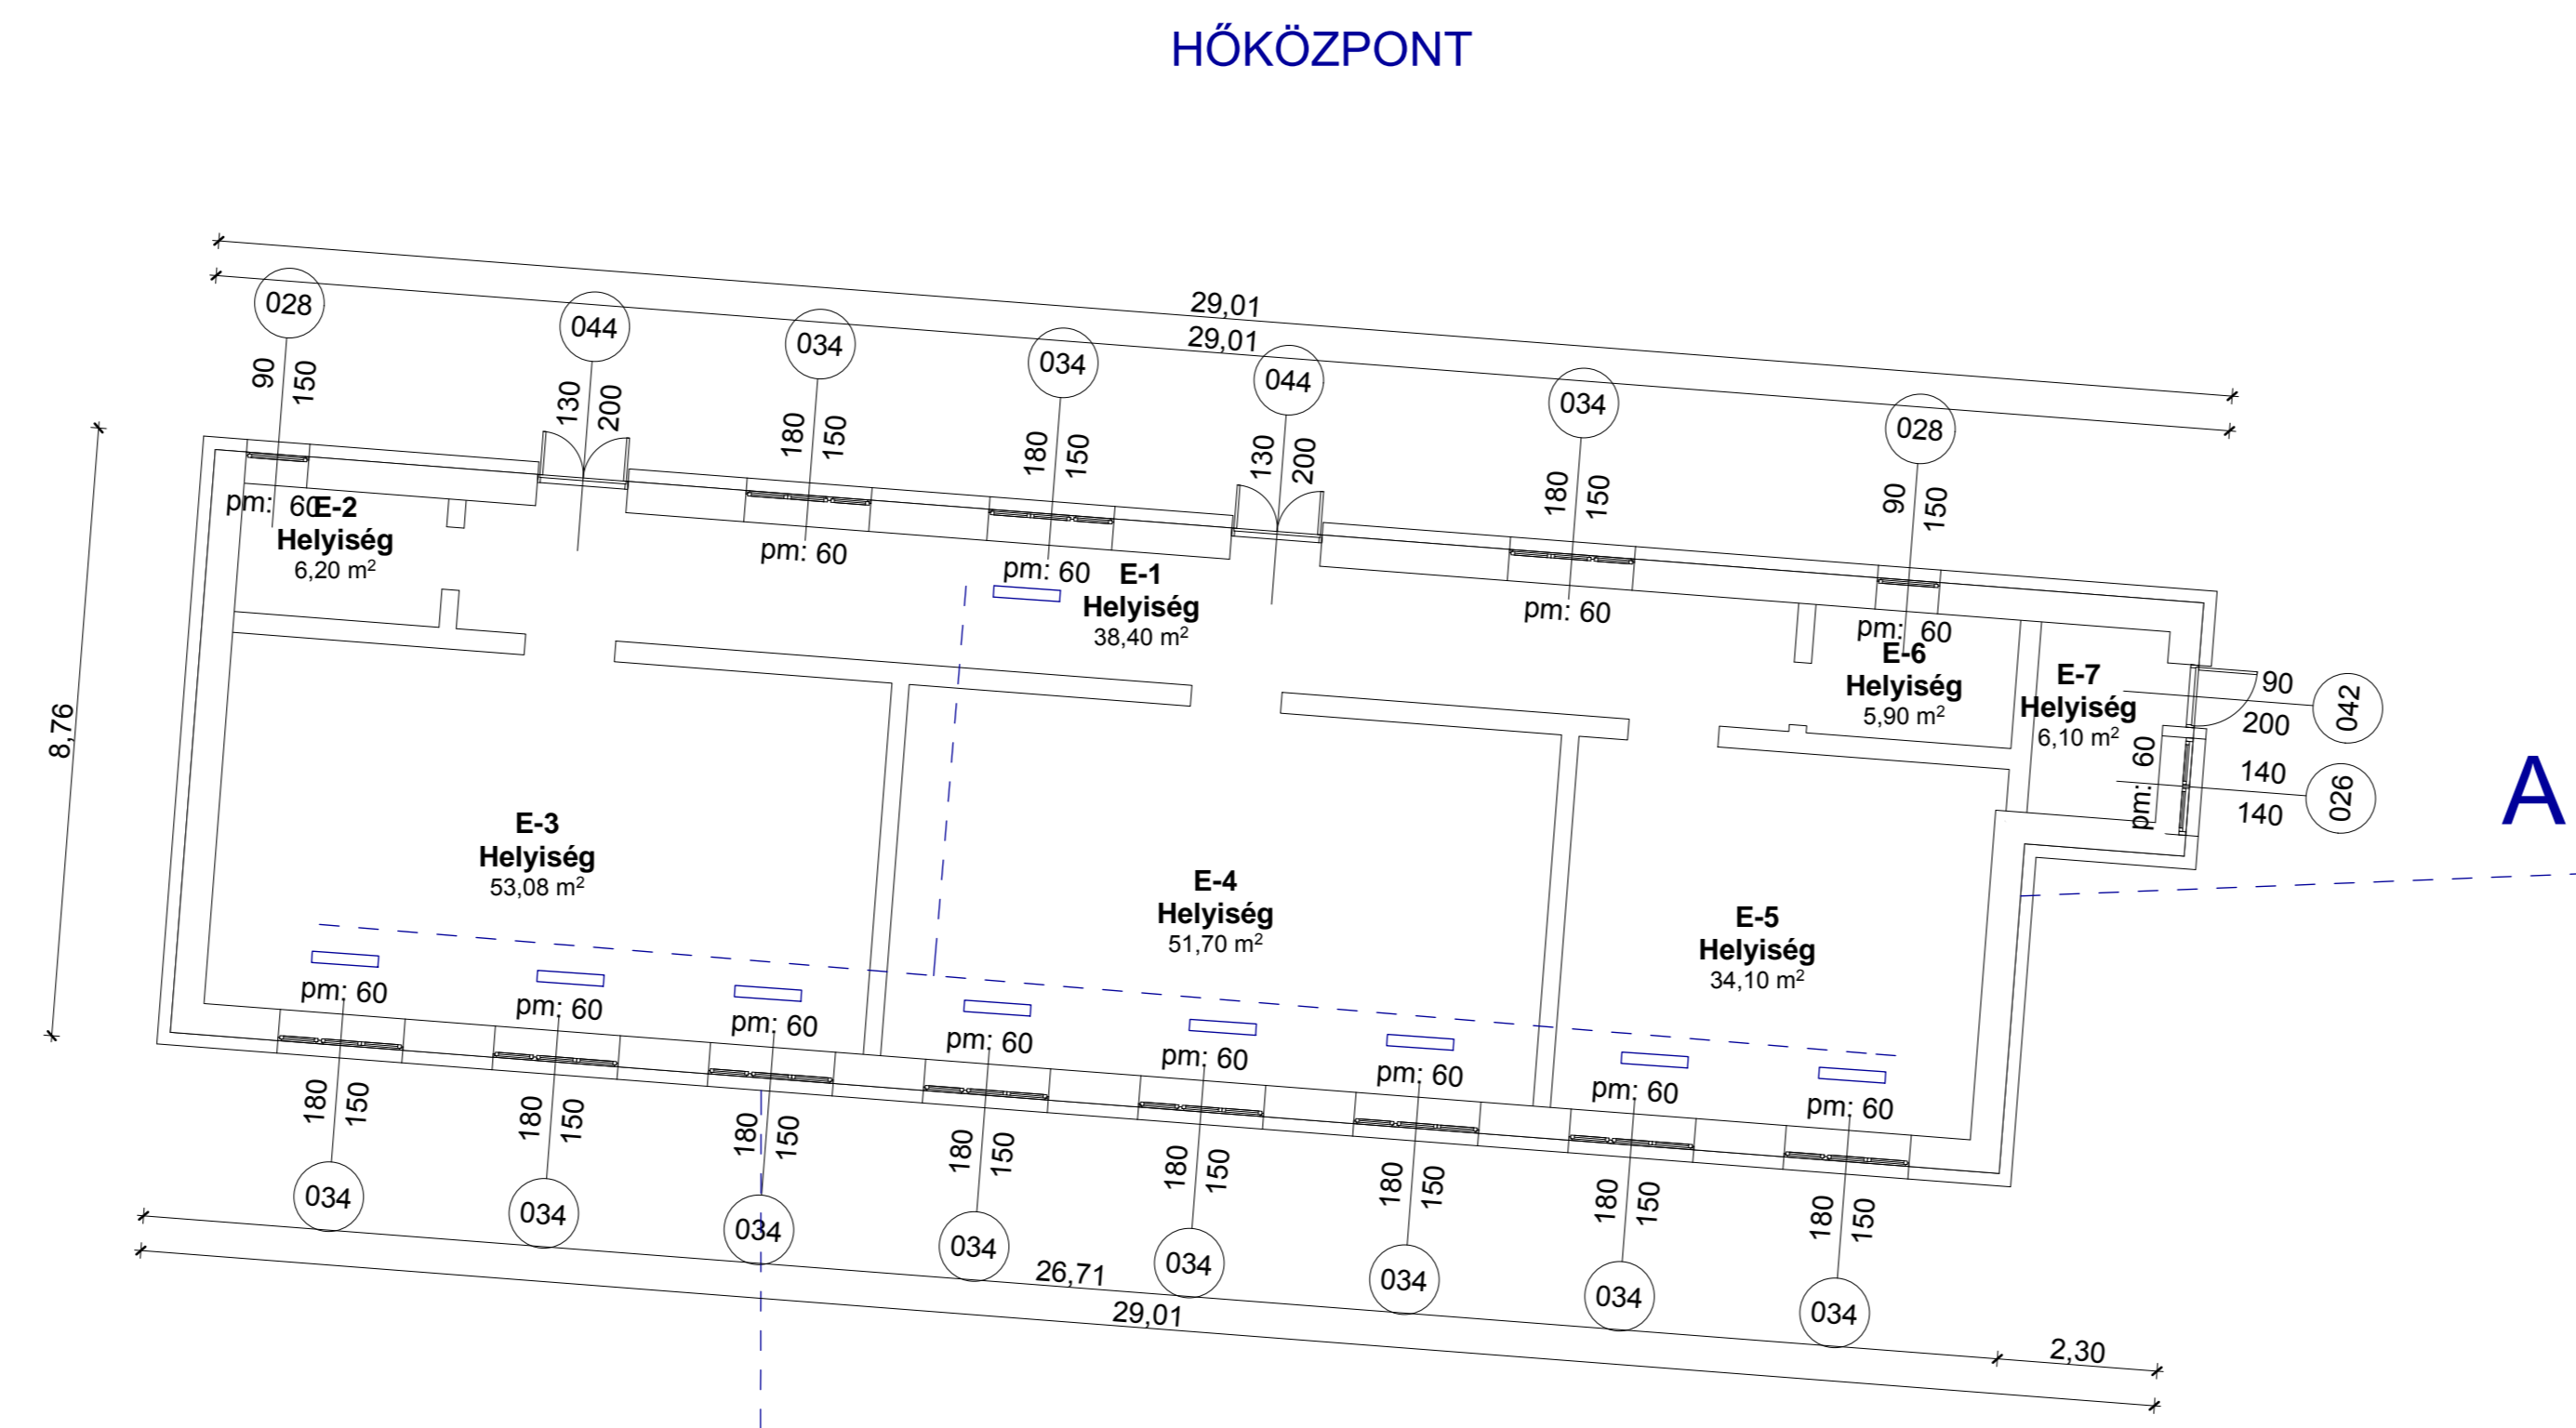 HŐKÖZPONT
29,01
29,01
028
044
034
034
044
034
028
90
150
130
200
180
150
180
150
130
200
180
150
90
150
pm: 60
pm: 60
pm: 60
pm: 60
pm: 60
E-2
Helyiség
6,20 m²
E-1
Helyiség
38,40 m²
E-6
Helyiség
5,90 m²
E-7
Helyiség
6,10 m²
90
200
042
pm: 60
140
140
026
A
8,76
E-3
Helyiség
53,08 m²
E-4
Helyiség
51,70 m²
E-5
Helyiség
34,10 m²
pm: 60
pm: 60
pm: 60
pm: 60
pm: 60
pm: 60
pm: 60
pm: 60
180
150
180
150
180
150
180
150
180
150
180
150
180
150
180
150
034
034
034
034
034
034
034
034
26,71
29,01
2,30